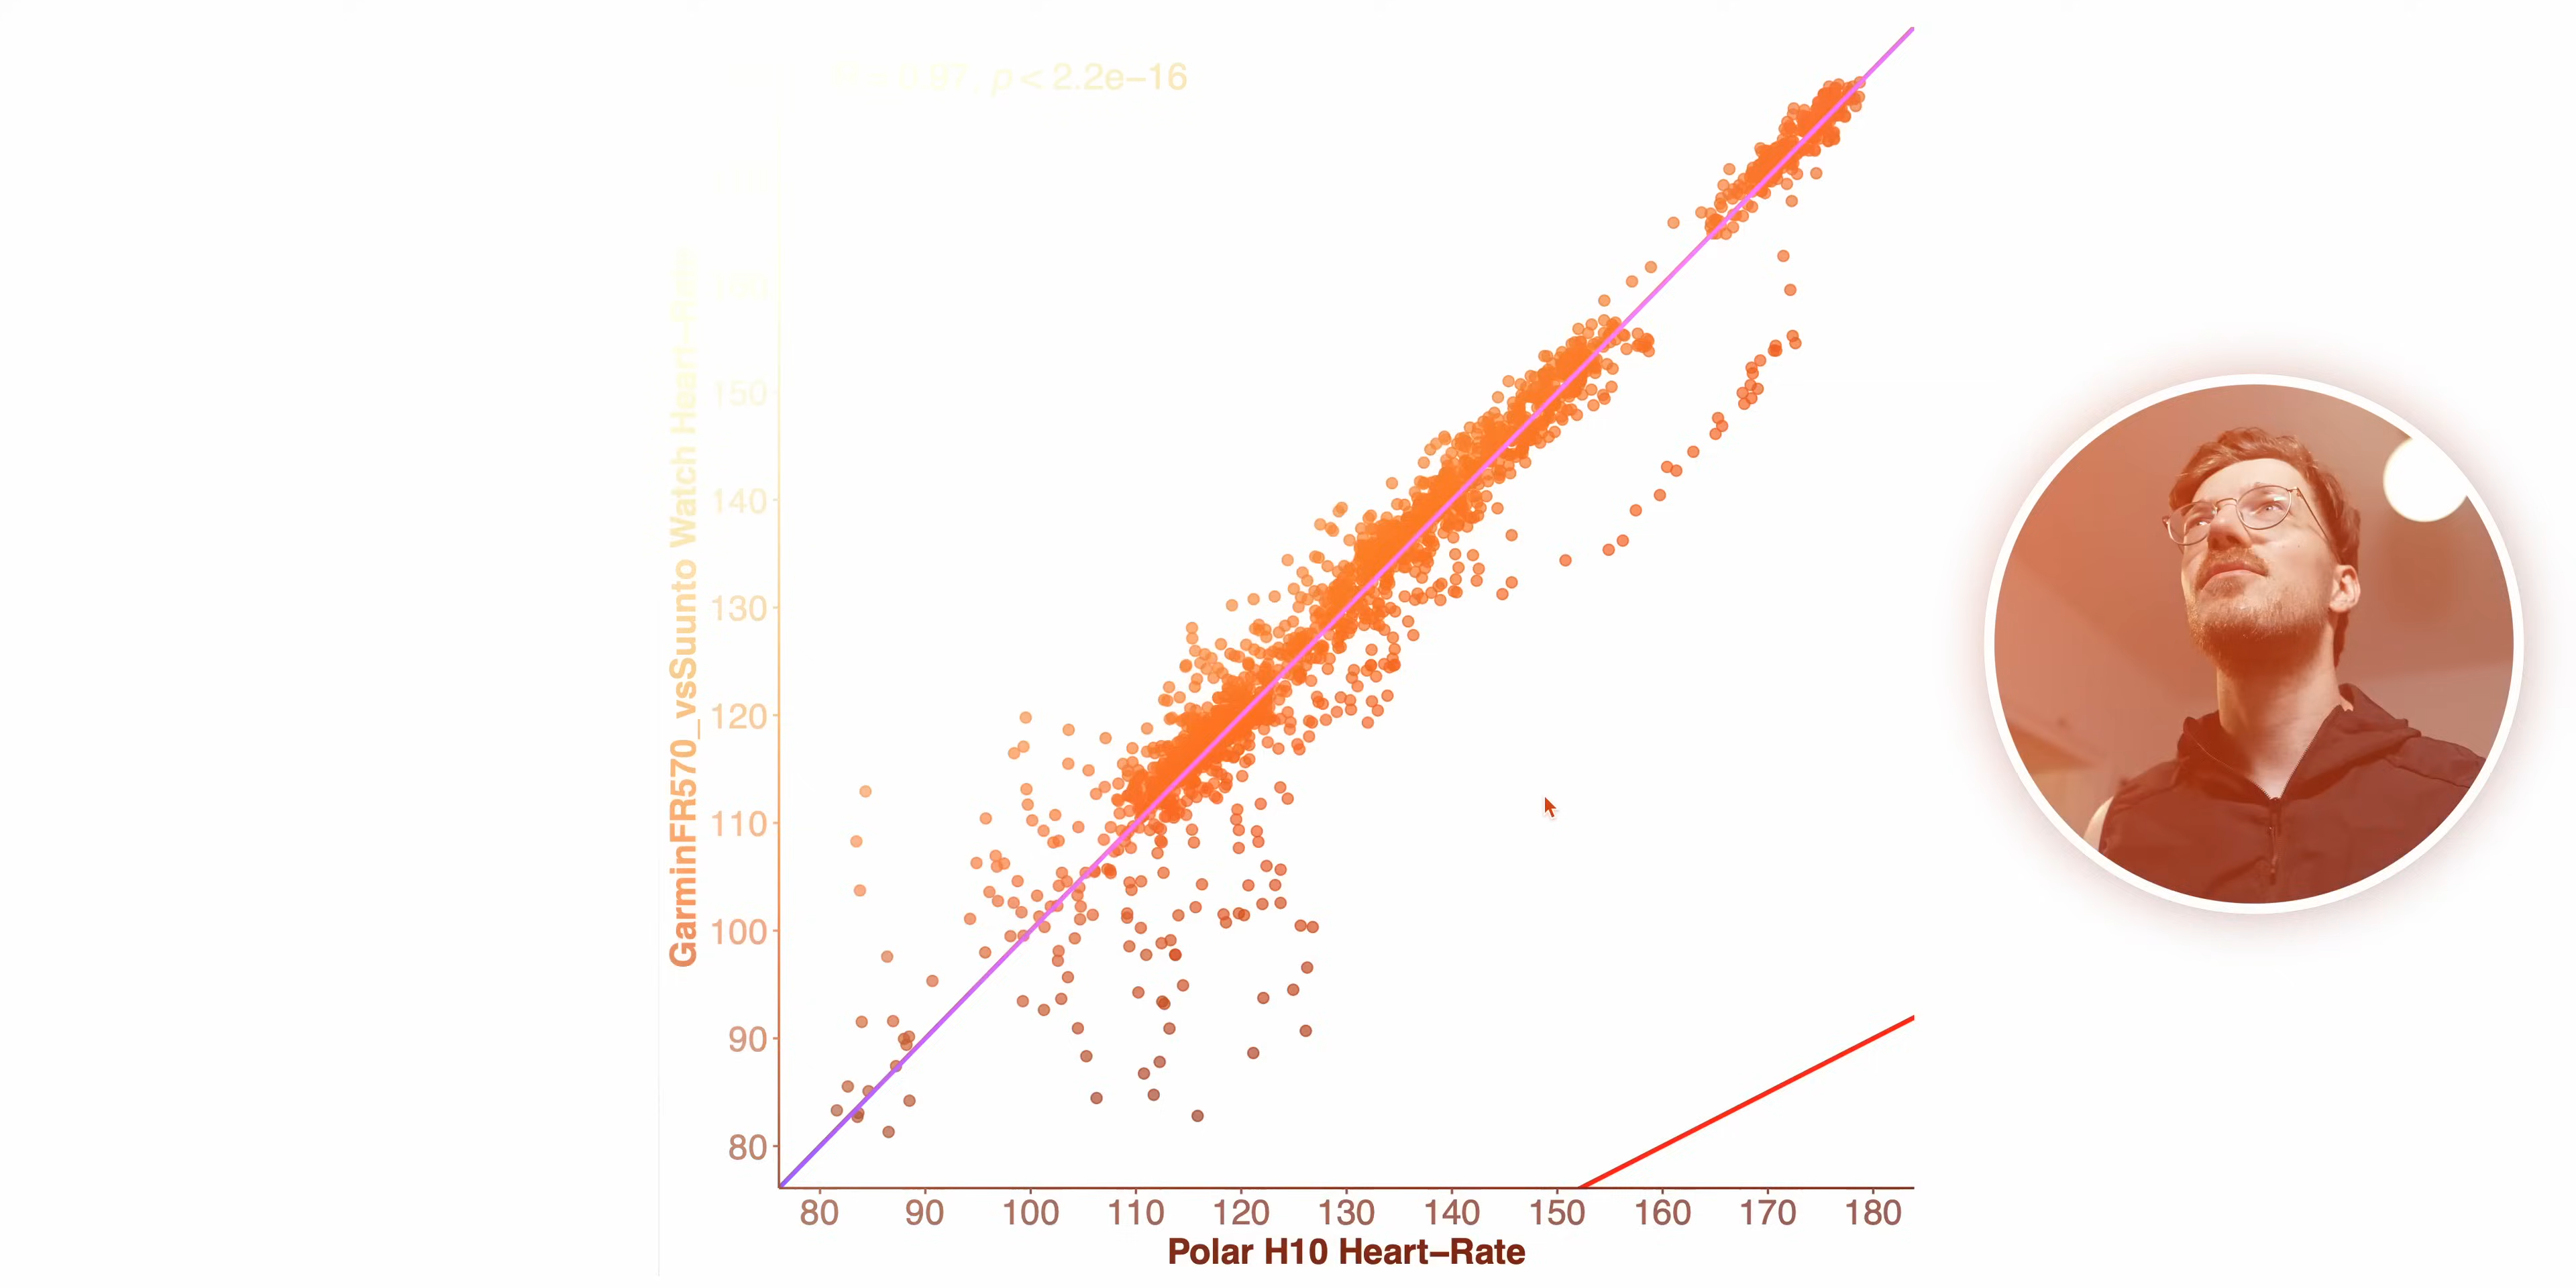 R = 0.97, p < 2.2e−16
GarminFR570_vsSuunto Watch Heart−Rate
160
150
140
130
120
110
100
90
80
80 90 100 110 120 130 140 150 160 170 180
Polar H10 Heart−Rate